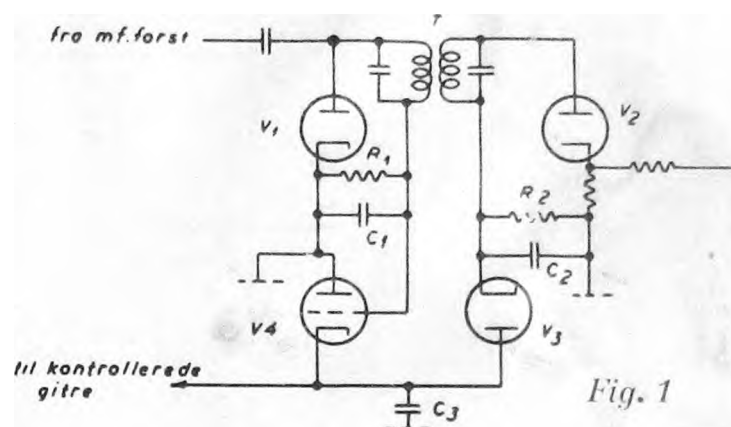 T
fra mf.forst
V1
V2
R1
R2
C1
C2
V4
V3
til kontrollerede
gitre
C3
Fig. 1